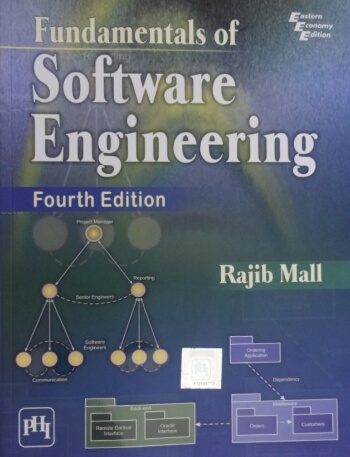 Fundamentals of
Eastern
Economy
Edition
Software
Engineering
Fourth Edition
Project Manager
Rajib Mall
Reporting
Senior Engineers
Software
Engineers
Communication
Ordering
Application
Dependency
PHI
Back-end
Remote Backup
Interface
Oracle
Interface
Orders
Customers